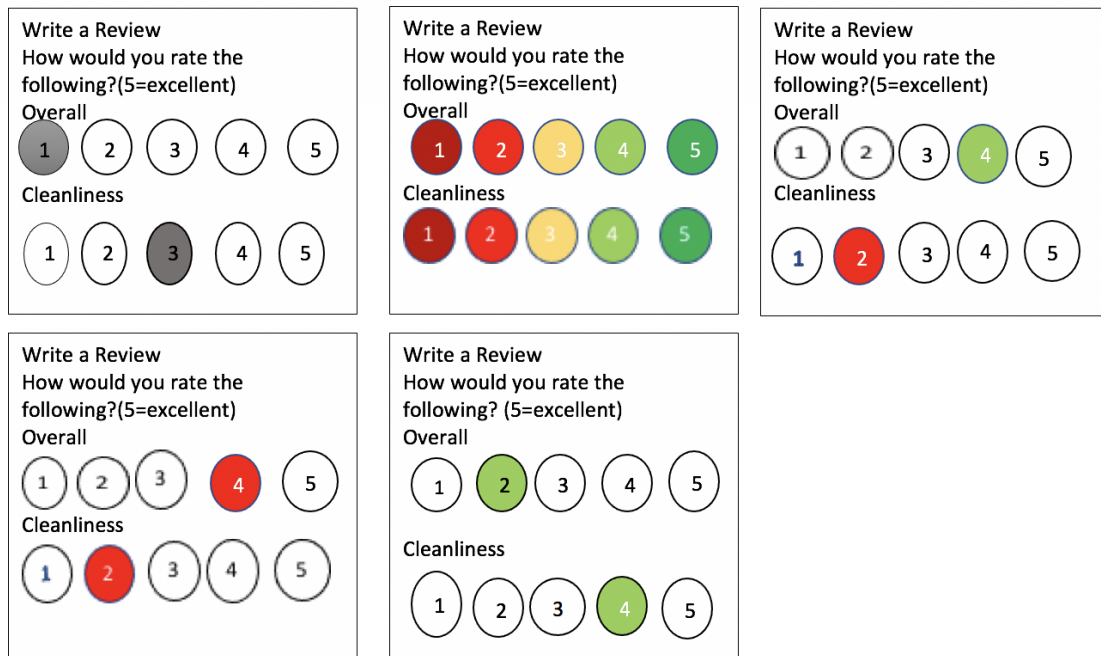 Write a Review
How would you rate the
following?(5=excellent)
Overall
1 2 3 4 5
Cleanliness
1 2 3 4 5
Write a Review
How would you rate the
following?(5=excellent)
Overall
1 2 3 4 5
Cleanliness
1 2 3 4 5
Write a Review
How would you rate the
following?(5=excellent)
Overall
1 2 3 4 5
Cleanliness
1 2 3 4 5
Write a Review
How would you rate the
following?(5=excellent)
Overall
1 2 3 4 5
Cleanliness
1 2 3 4 5
Write a Review
How would you rate the
following? (5=excellent)
Overall
1 2 3 4 5
Cleanliness
1 2 3 4 5